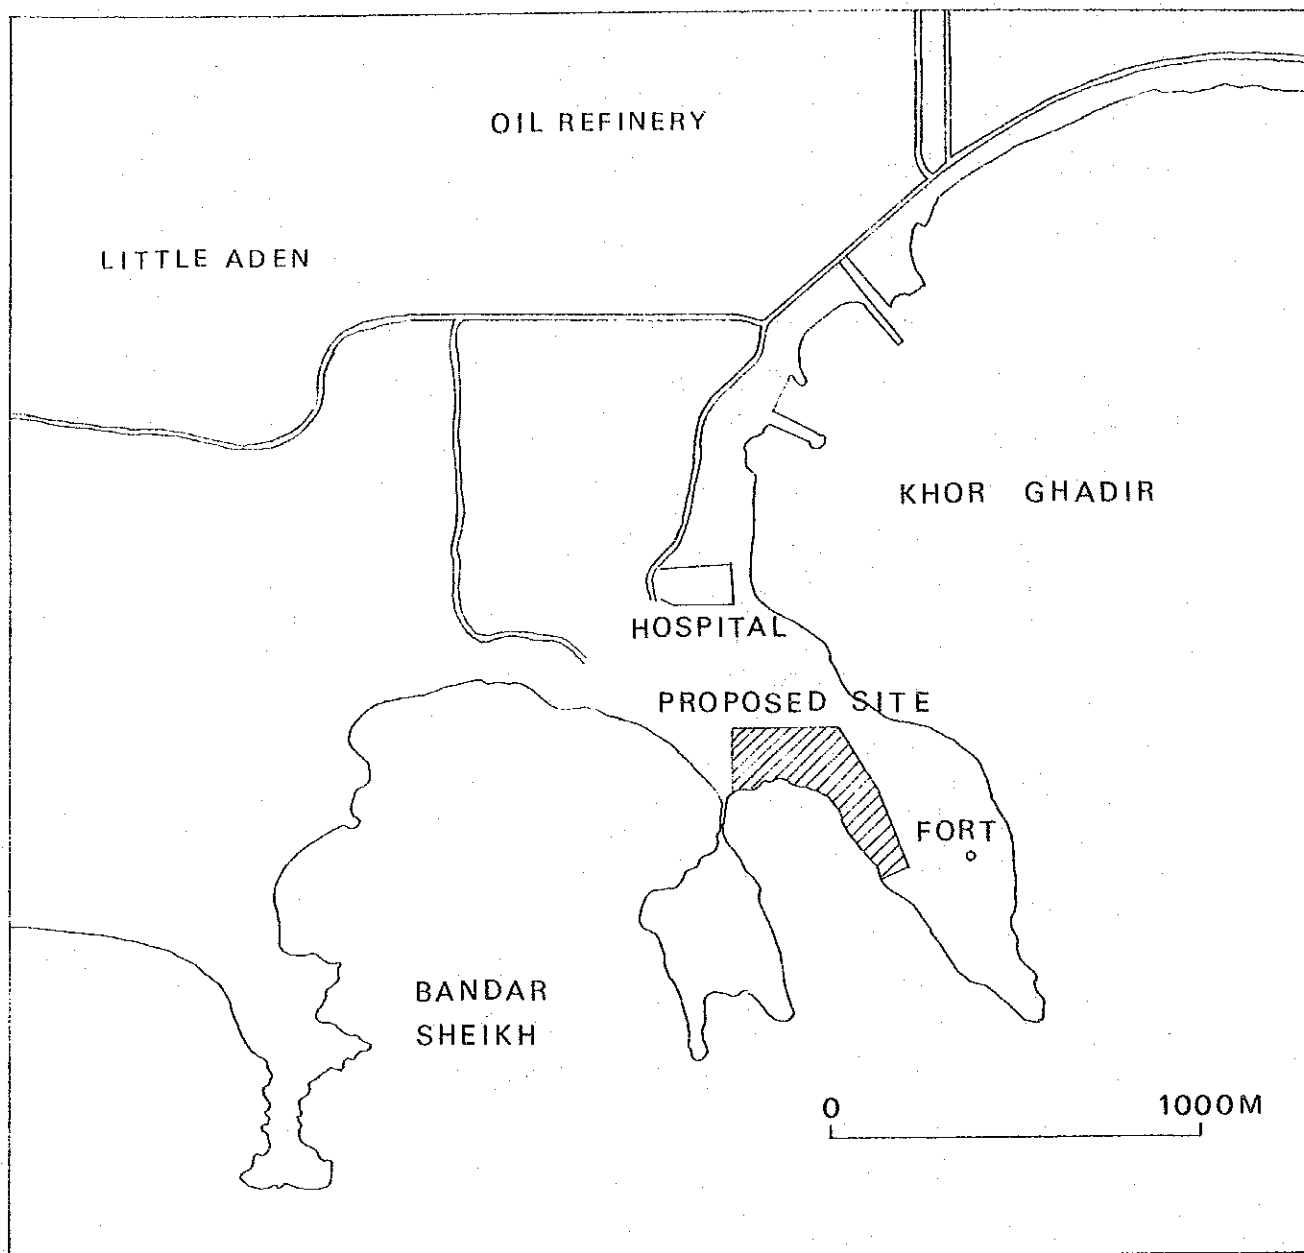 OIL REFINERY
LITTLE ADEN
KHOR GHADIR
HOSPITAL
PROPOSED SITE
FORT
BANDAR
SHEIKH
0 1000M